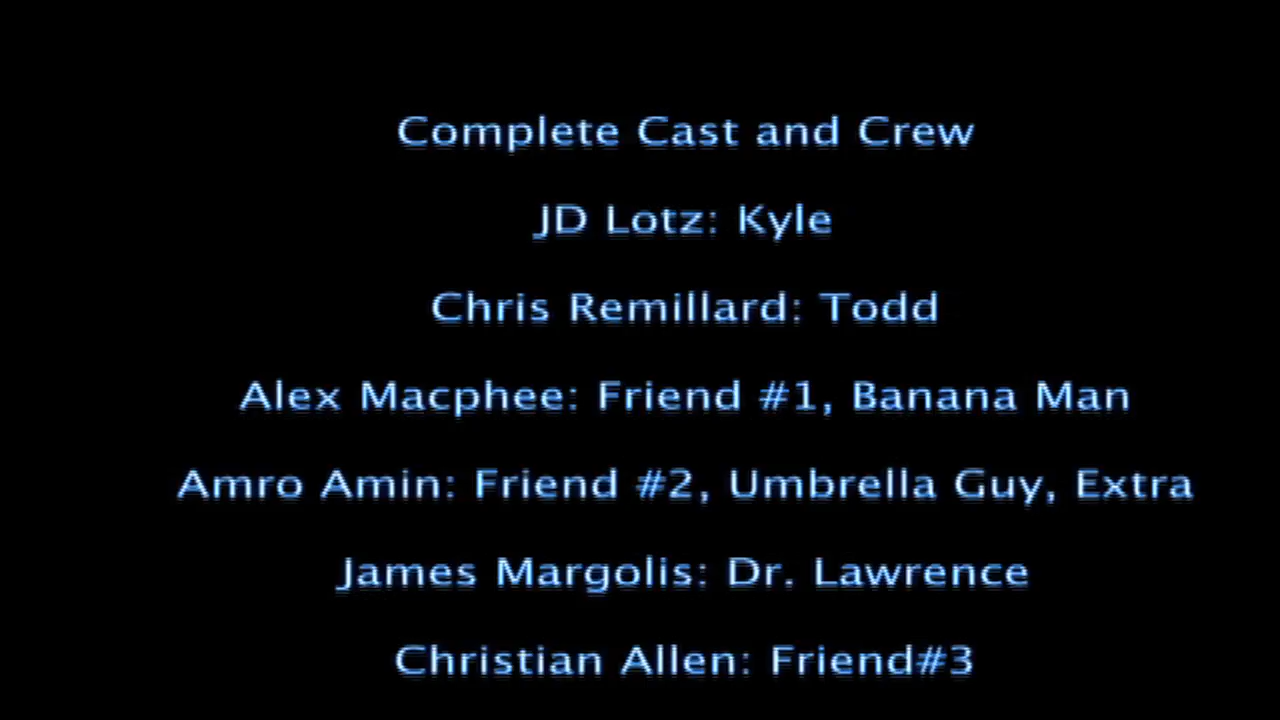 Complete Cast and Crew
JD Lotz: Kyle
Chris Remillard: Todd
Alex Macphee: Friend #1, Banana Man
Amro Amin: Friend #2, Umbrella Guy, Extra
James Margolis: Dr. Lawrence
Christian Allen: Friend#3